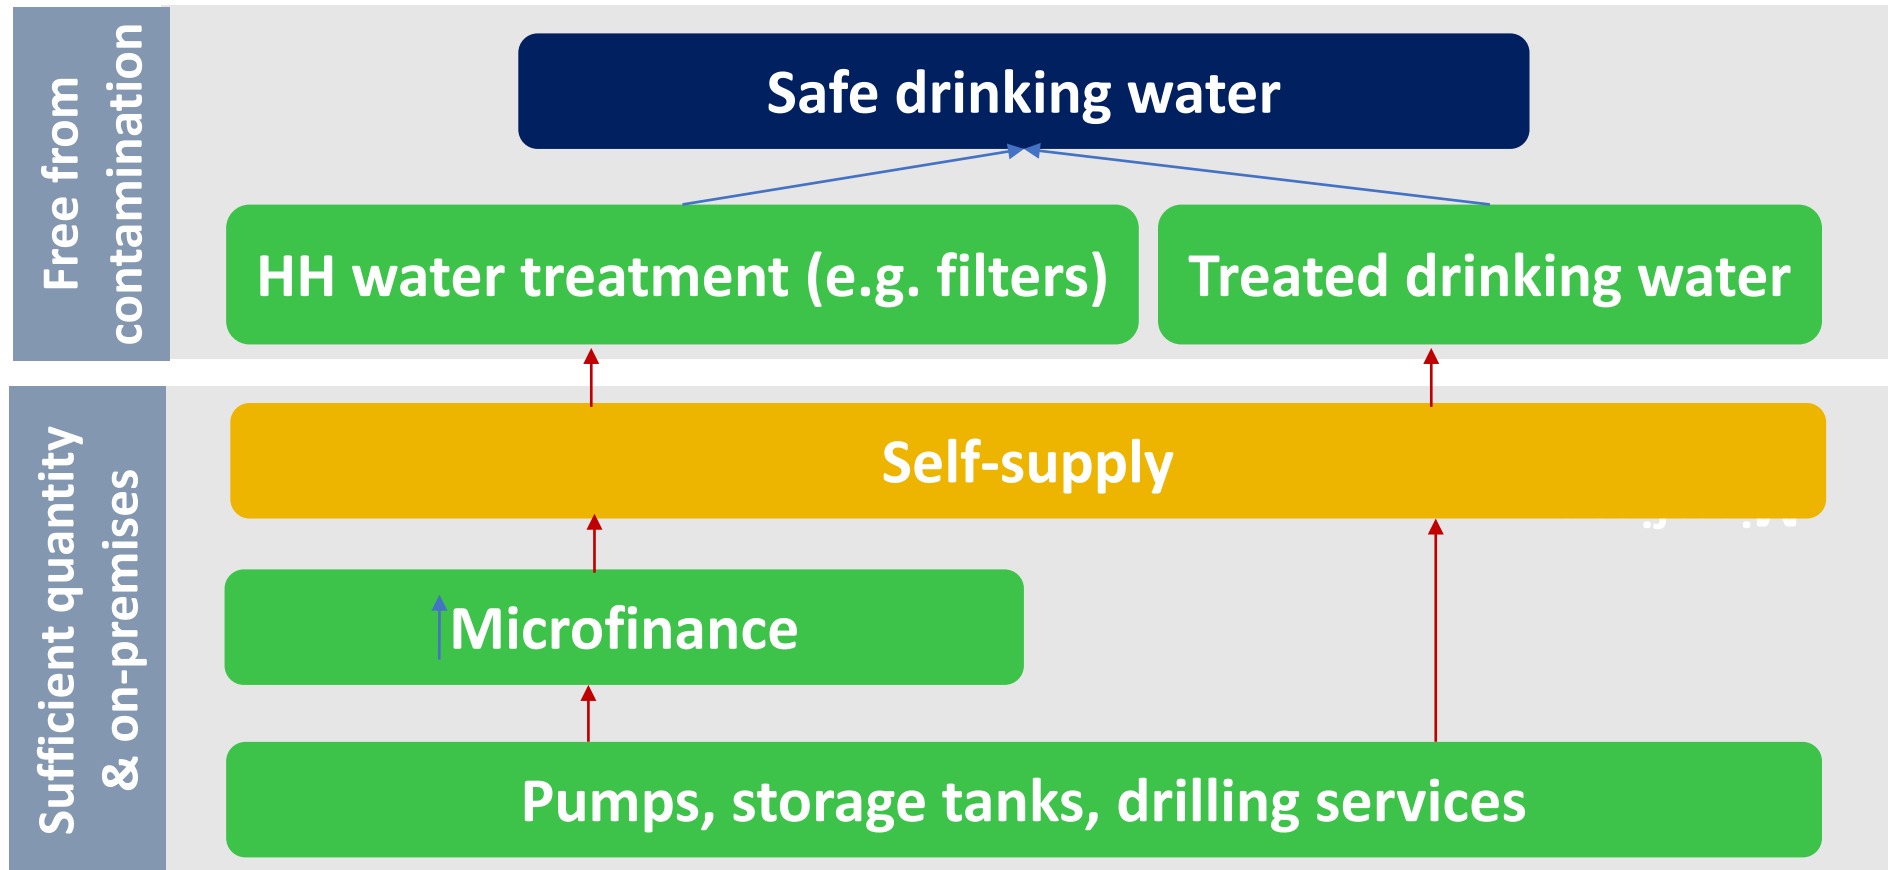 Free from
contamination
Safe drinking water
HH water treatment (e.g. filters)
Treated drinking water
Sufficient quantity
& on-premises
Self-supply
Microfinance
Pumps, storage tanks, drilling services